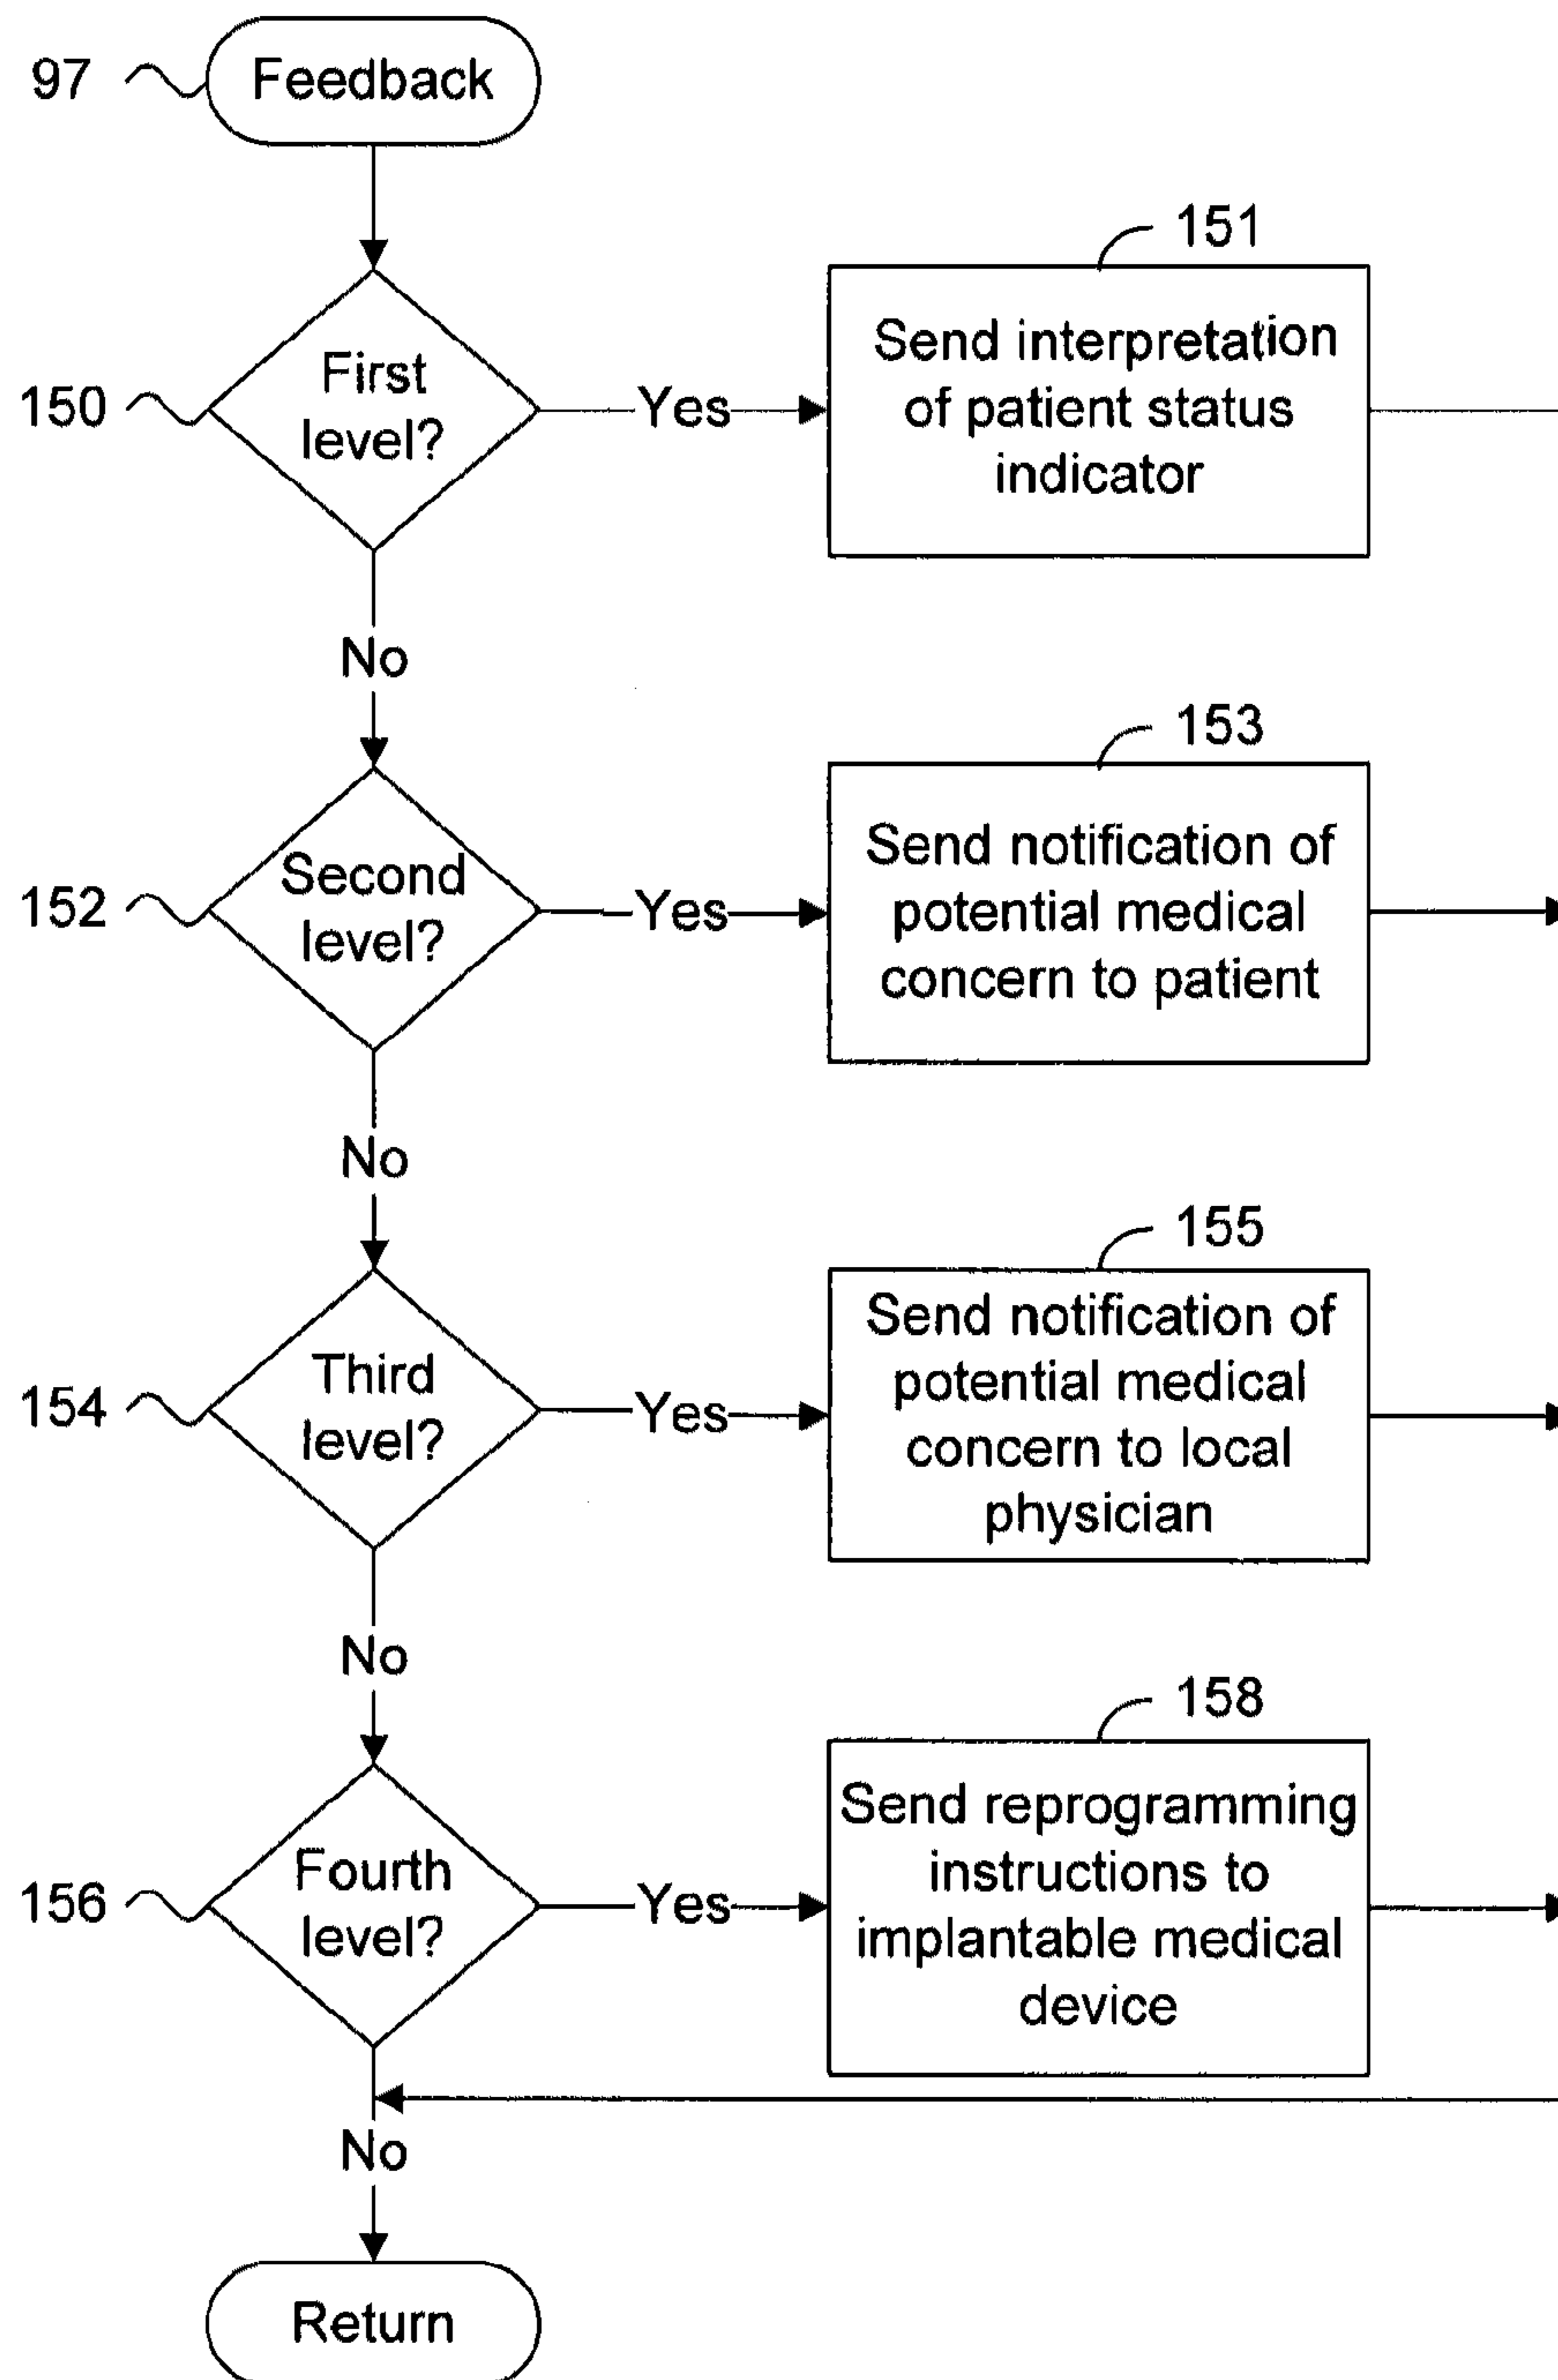 97
Feedback
151
150
First
level?
Yes
Send interpretation
of patient status
indicator
No
153
152
Second
level?
Yes
Send notification of
potential medical
concern to patient
No
155
154
Third
level?
Yes
Send notification of
potential medical
concern to local
physician
No
158
156
Fourth
level?
Yes
Send reprogramming
instructions to
implantable medical
device
No
Return